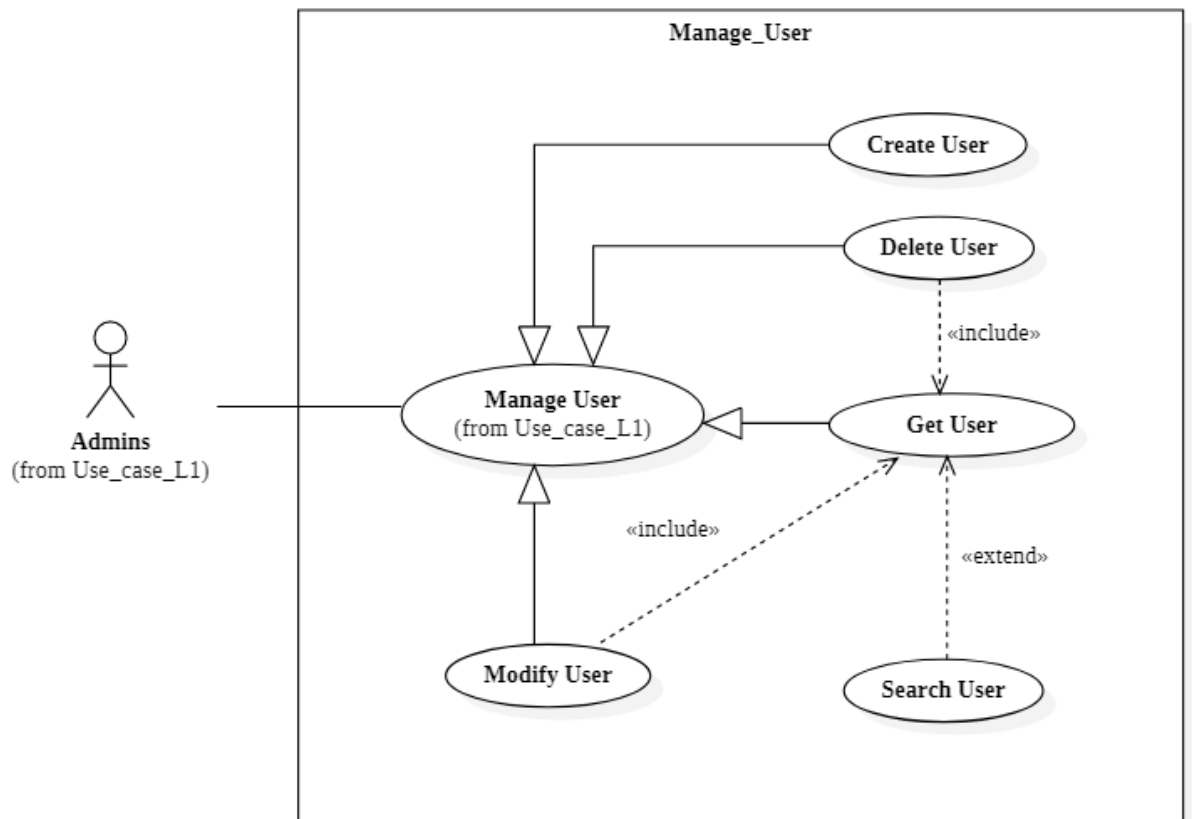 Manage_User
Create User
Delete User
«include»
Manage User
(from Use_case_L1)
Get User
Admins
(from Use_case_L1)
«include»
«extend»
Modify User
Search User